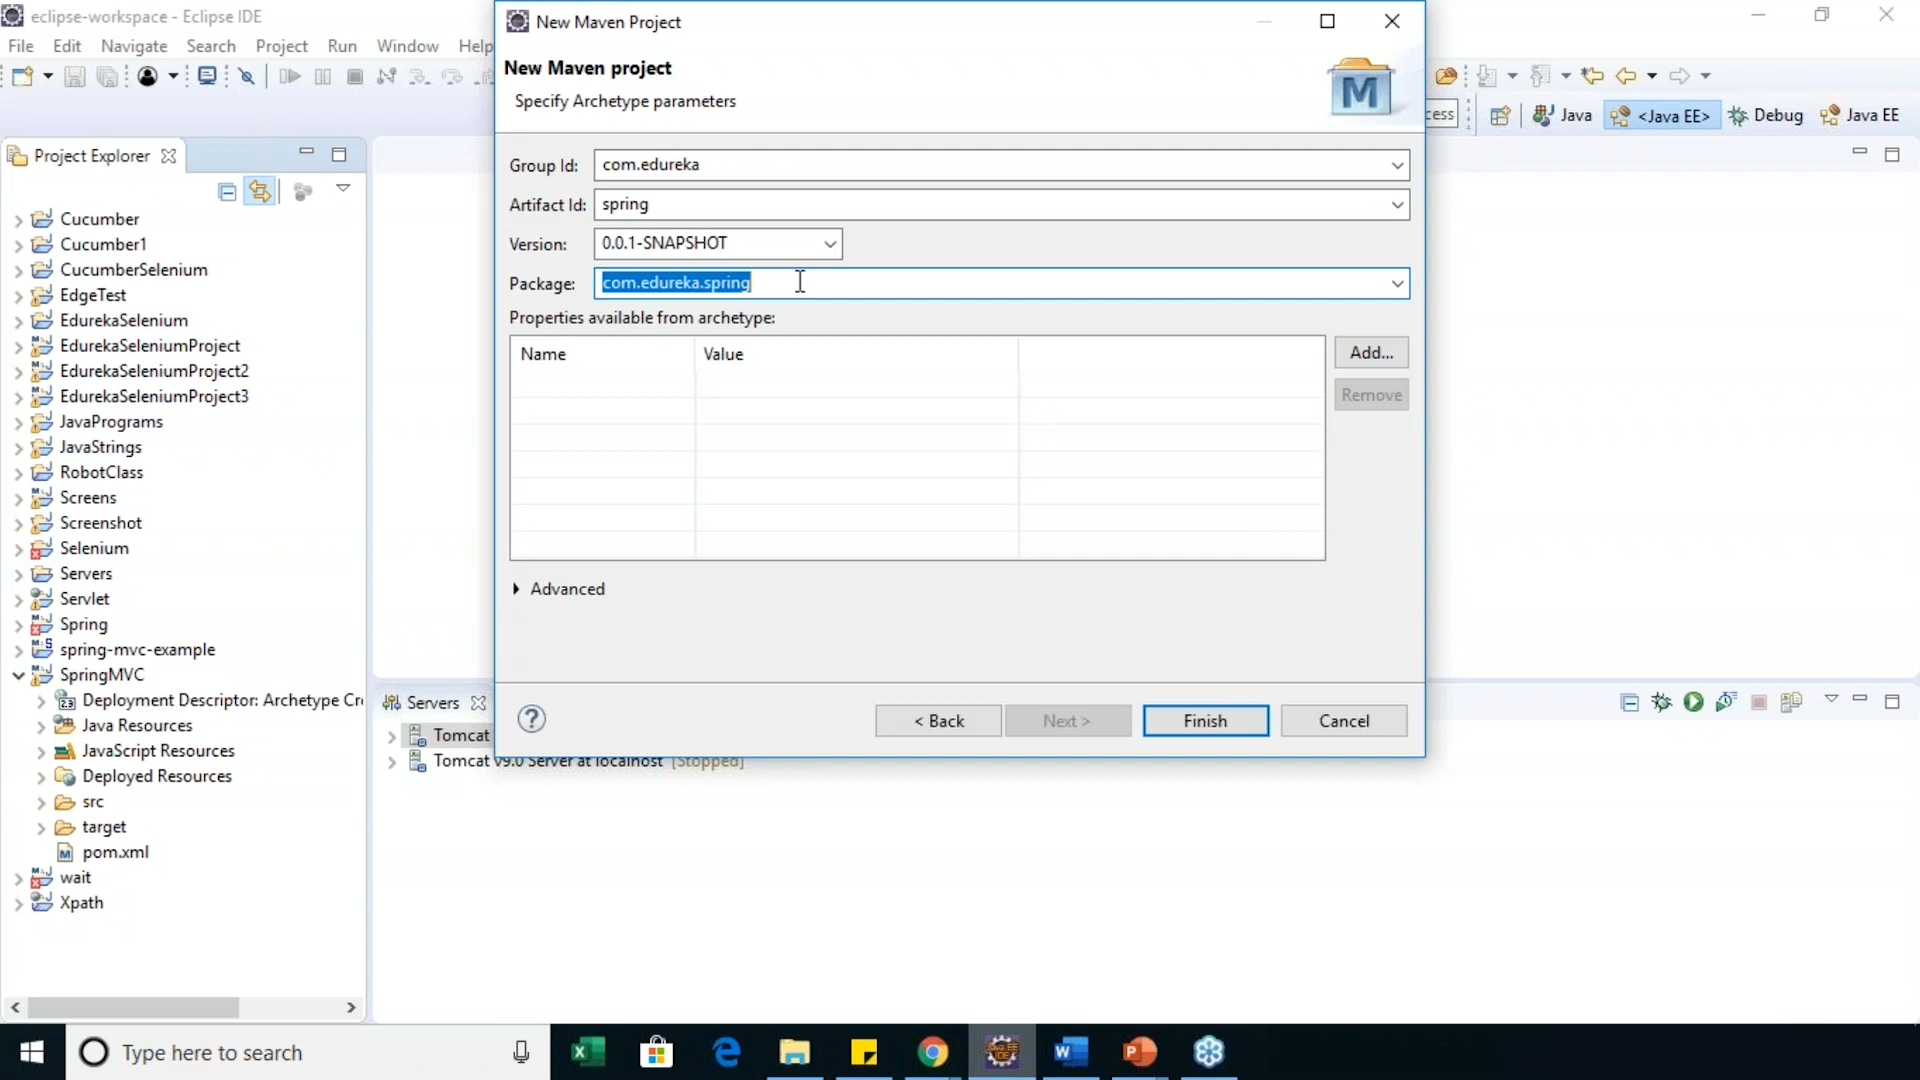 eclipse-workspace - Eclipse IDE
File Edit Navigate Search Project Run Window Help
New Maven Project
New Maven project
Specify Archetype parameters
M
cess
Java <Java EE> Debug Java EE
Project Explorer
Group Id: com.edureka
Artifact Id: spring
Version: 0.0.1-SNAPSHOT
Package: com.edureka.spring
Properties available from archetype:
Name Value
Add...
Remove
Advanced
< Back Next > Finish Cancel
Cucumber
Cucumber1
CucumberSelenium
EdgeTest
EdurekaSelenium
EdurekaSeleniumProject
EdurekaSeleniumProject2
EdurekaSeleniumProject3
JavaPrograms
JavaStrings
RobotClass
Screens
Screenshot
Selenium
Servers
Servlet
Spring
spring-mvc-example
SpringMVC
Deployment Descriptor: Archetype Cr
Java Resources
JavaScript Resources
Deployed Resources
src
target
pom.xml
wait
Xpath
Servers
Tomcat
Tomcat v9.0 Server at localhost [Stopped]
Type here to search